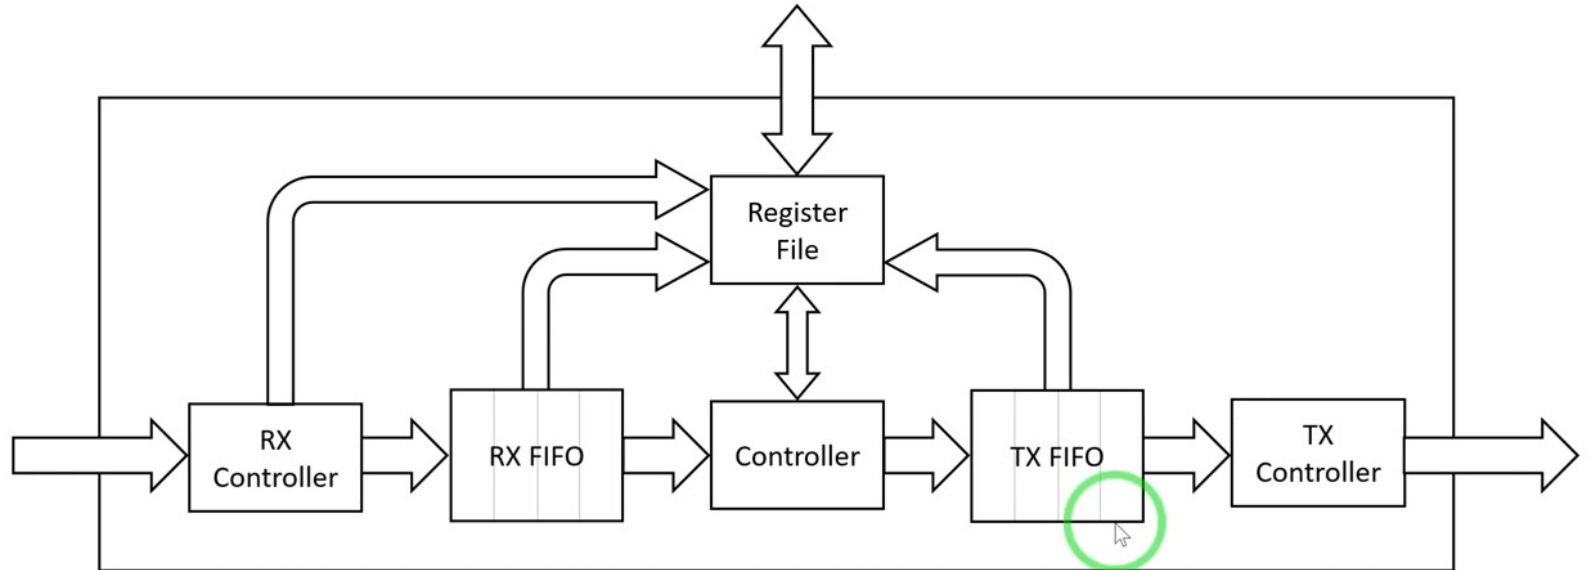 Register
File
RX
Controller
RX FIFO
Controller
TX FIFO
TX
Controller